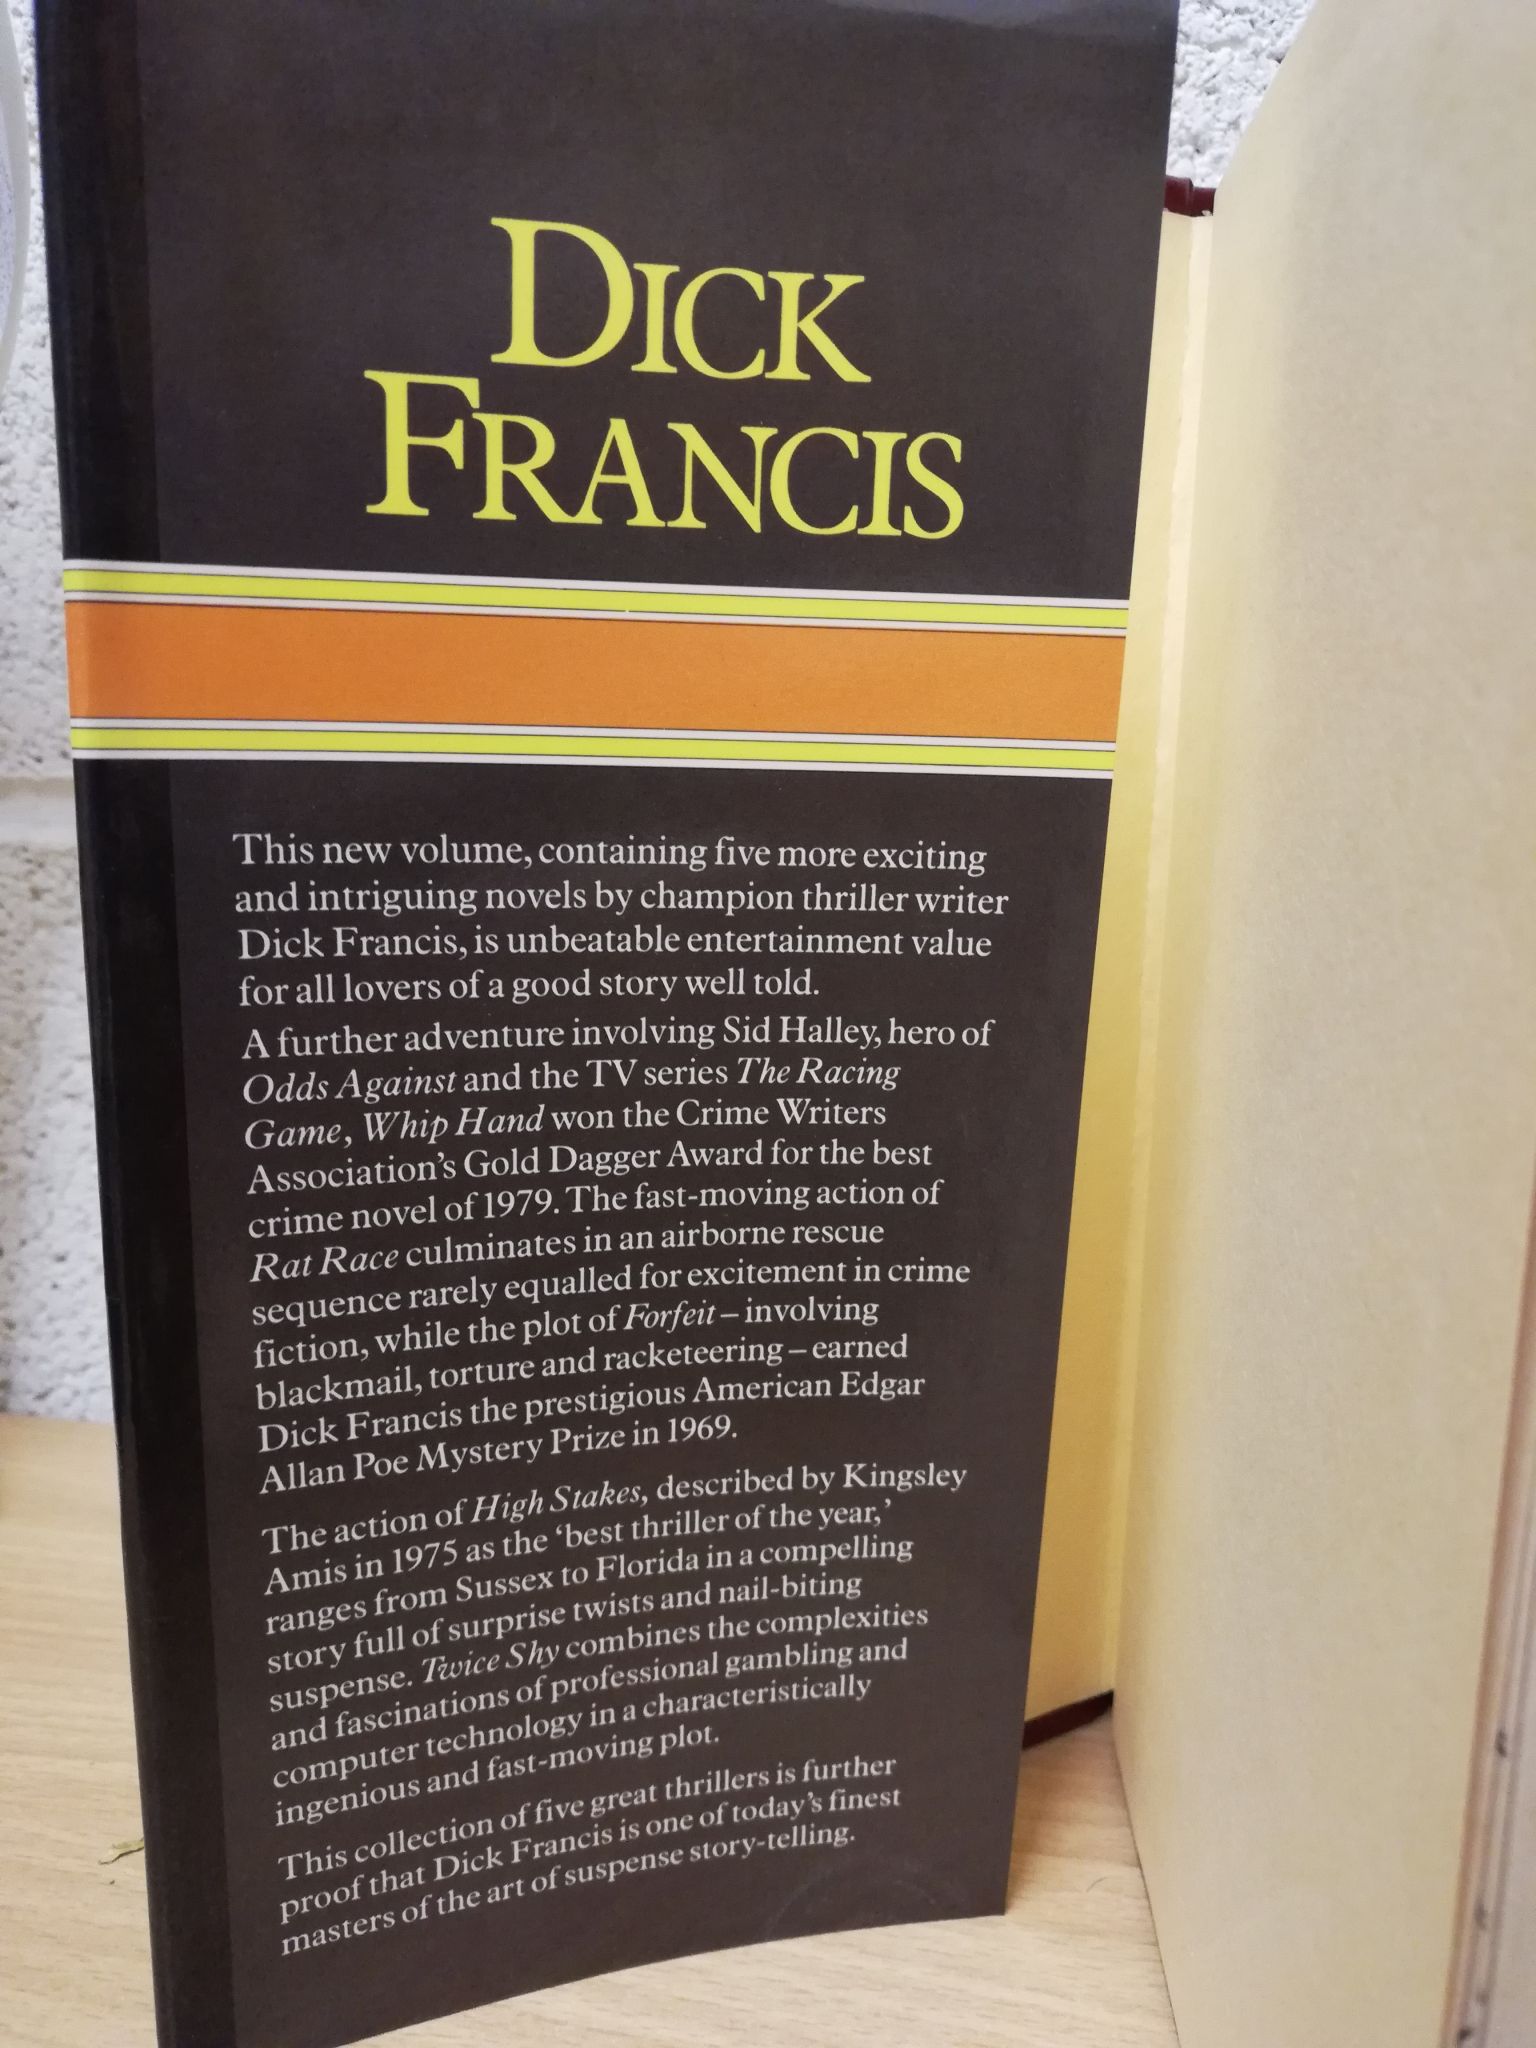 DICK
FRANCIS
This new volume, containing five more exciting
and intriguing novels by champion thriller writer
Dick Francis, is unbeatable entertainment value
for all lovers of a good story well told.
A further adventure involving Sid Halley, hero of
Odds Against and the TV series The Racing
Game, Whip Hand won the Crime Writers
Association's Gold Dagger Award for the best
crime novel of 1979. The fast-moving action of
Rat Race culminates in an airborne rescue
sequence rarely equalled for excitement in crime
fiction, while the plot of Forfeit – involving
blackmail, torture and racketeering – earned
Dick Francis the prestigious American Edgar
Allan Poe Mystery Prize in 1969.
The action of High Stakes, described by Kingsley
Amis in 1975 as the ‘best thriller of the year,’
ranges from Sussex to Florida in a compelling
story full of surprise twists and nail-biting
suspense. Twice Shy combines the complexities
and fascinations of professional gambling and
computer technology in a characteristically
ingenious and fast-moving plot.
This collection of five great thrillers is further
proof that Dick Francis is one of today's finest
masters of the art of suspense story-telling.